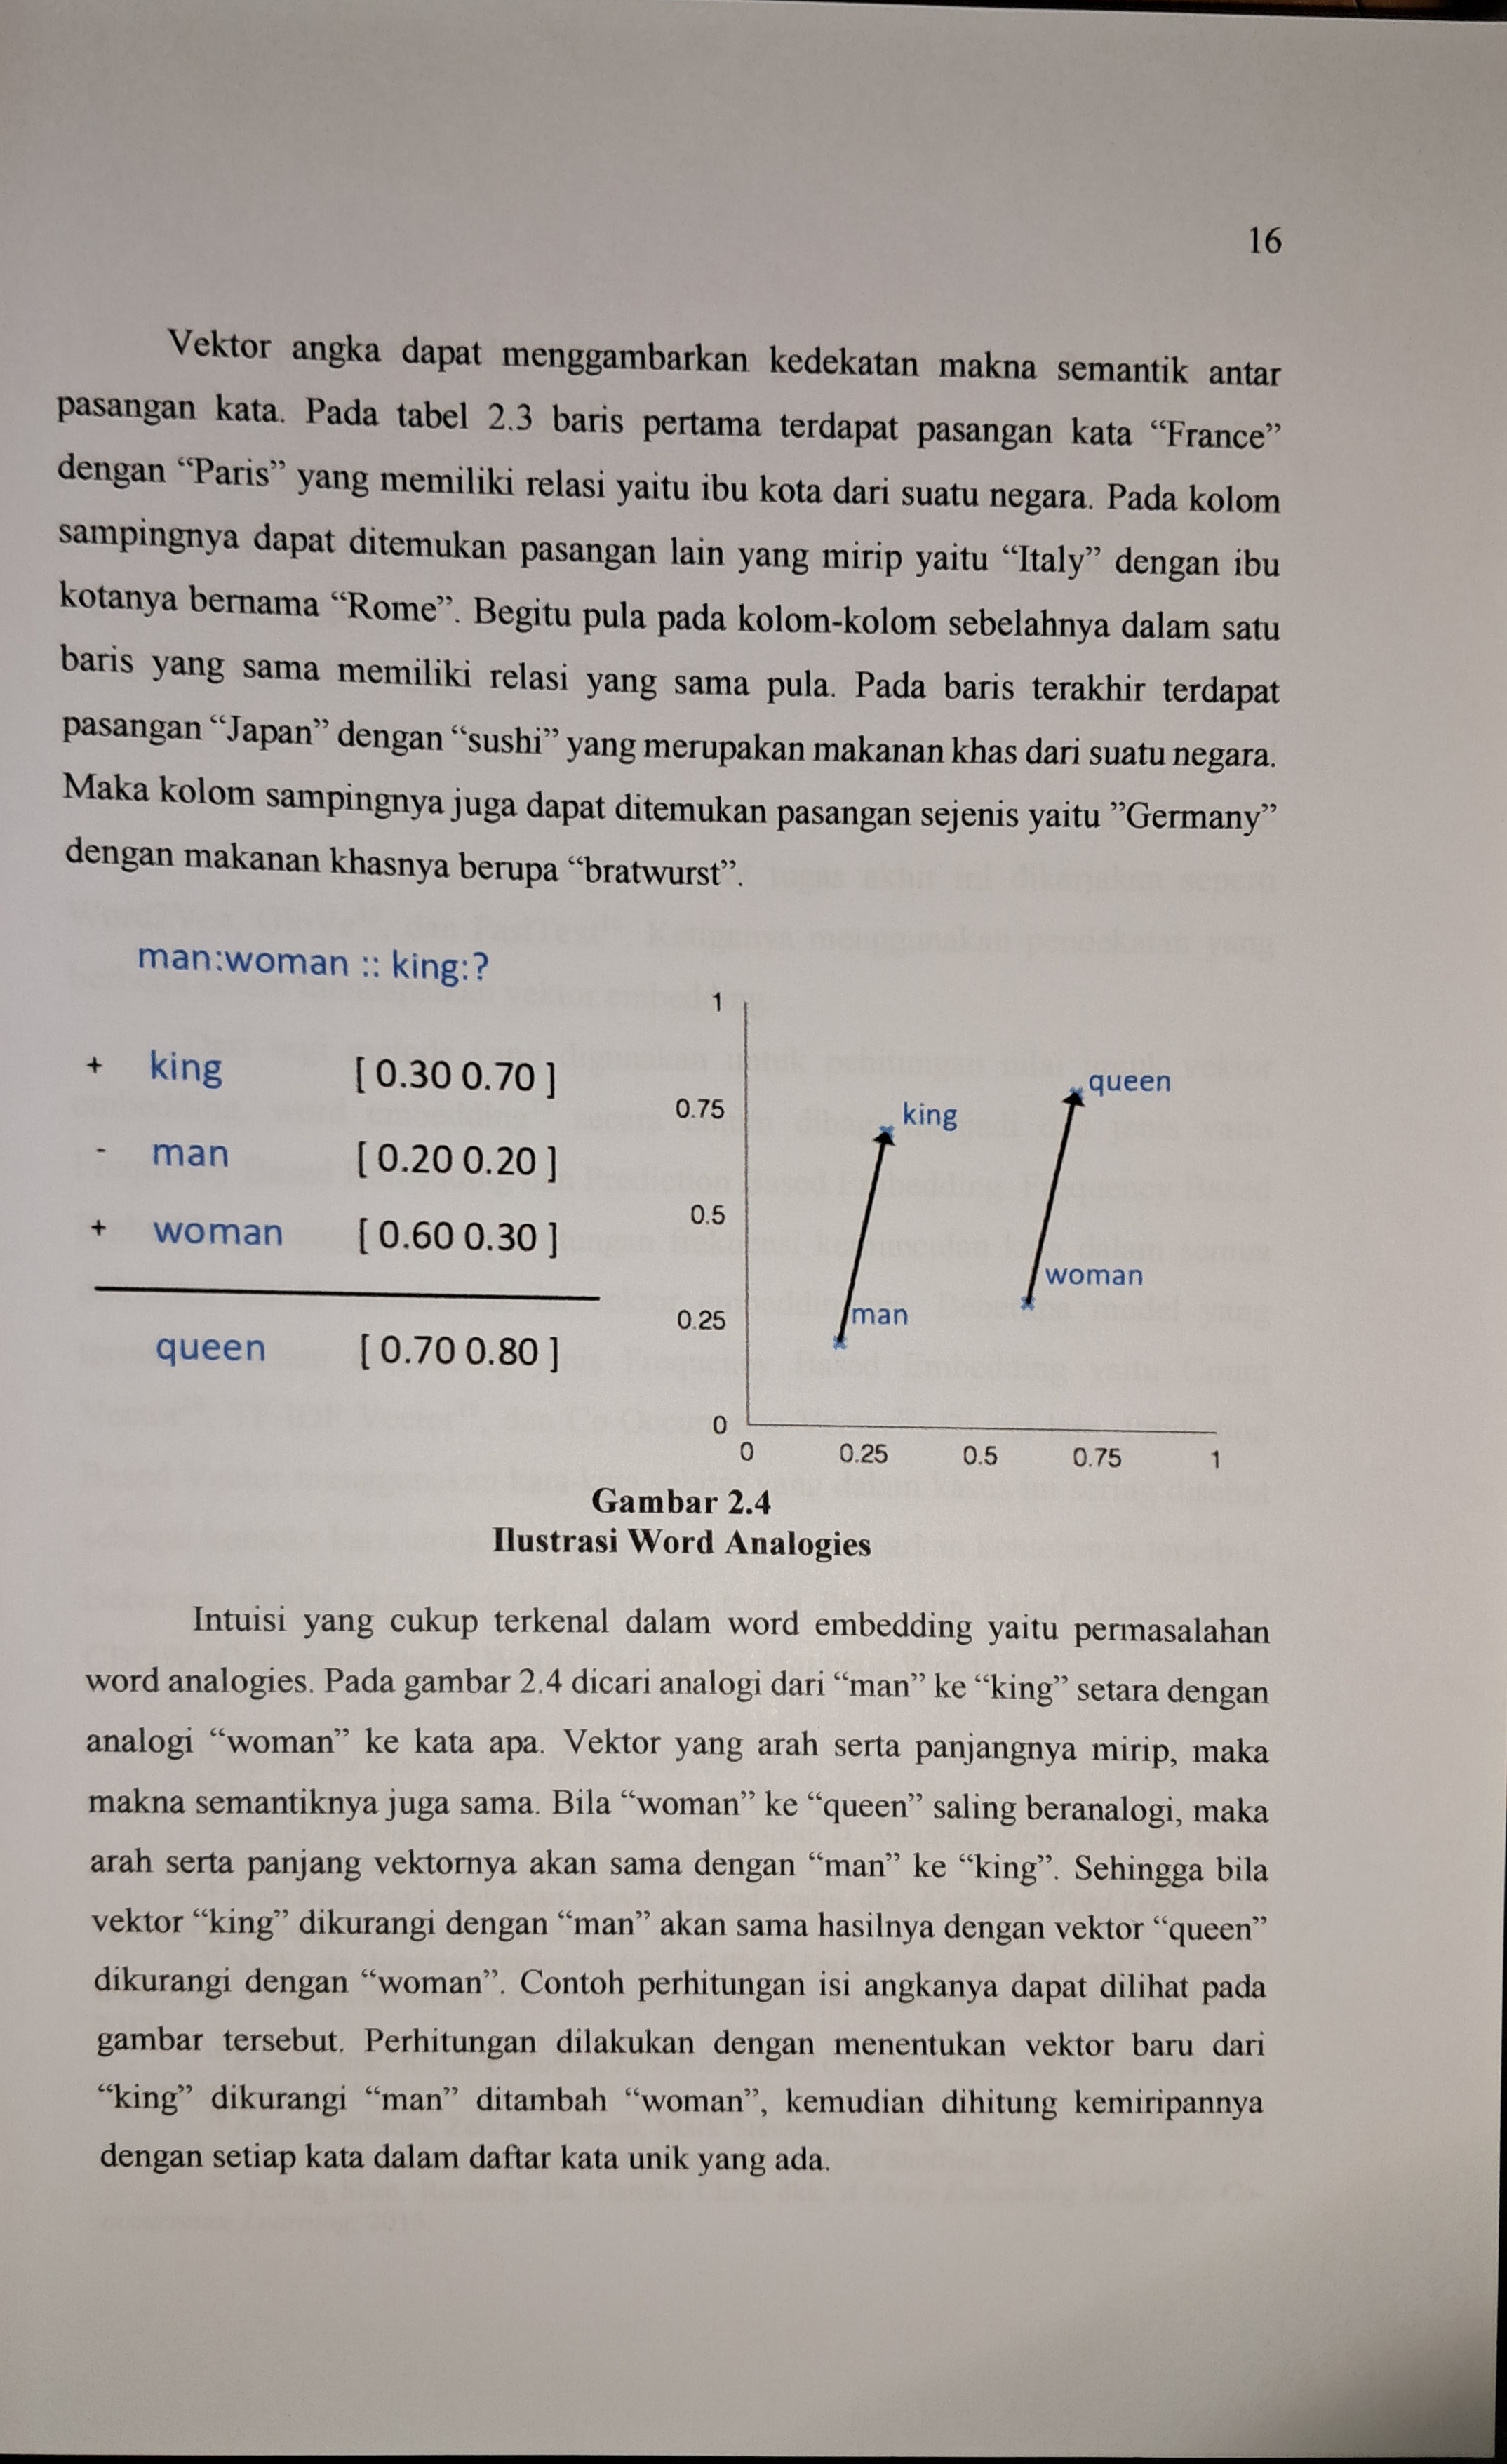 16
Vektor angka dapat menggambarkan kedekatan makna semantik antar
pasangan kata. Pada tabel 2.3 baris pertama terdapat pasangan kata “France”
dengan “Paris” yang memiliki relasi yaitu ibu kota dari suatu negara. Pada kolom
sampingnya dapat ditemukan pasangan lain yang mirip yaitu “Italy” dengan ibu
kotanya bernama “Rome”. Begitu pula pada kolom-kolom sebelahnya dalam satu
baris yang sama memiliki relasi yang sama pula. Pada baris terakhir terdapat
pasangan “Japan” dengan “sushi” yang merupakan makanan khas dari suatu negara.
Maka kolom sampingnya juga dapat ditemukan pasangan sejenis yaitu ”Germany”
dengan makanan khasnya berupa “bratwurst”.
man:woman :: king:?
+ king [ 0.30 0.70 ]
- man [ 0.20 0.20 ]
+ woman [ 0.60 0.30 ]
queen [ 0.70 0.80 ]
1
0.75
0.5
0.25
0
0 0.25 0.5 0.75 1
queen
king
woman
man
Gambar 2.4
Ilustrasi Word Analogies
Intuisi yang cukup terkenal dalam word embedding yaitu permasalahan
word analogies. Pada gambar 2.4 dicari analogi dari “man” ke “king” setara dengan
analogi “woman” ke kata apa. Vektor yang arah serta panjangnya mirip, maka
makna semantiknya juga sama. Bila “woman” ke “queen” saling beranalogi, maka
arah serta panjang vektornya akan sama dengan “man” ke “king”. Sehingga bila
vektor “king” dikurangi dengan “man” akan sama hasilnya dengan vektor “queen”
dikurangi dengan “woman”. Contoh perhitungan isi angkanya dapat dilihat pada
gambar tersebut. Perhitungan dilakukan dengan menentukan vektor baru dari
“king” dikurangi “man” ditambah “woman”, kemudian dihitung kemiripannya
dengan setiap kata dalam daftar kata unik yang ada.